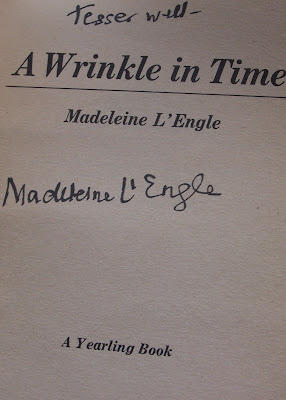 Tesser well-
A Wrinkle in Time
Madeleine L'Engle
Madeleine L'Engle
A Yearling Book